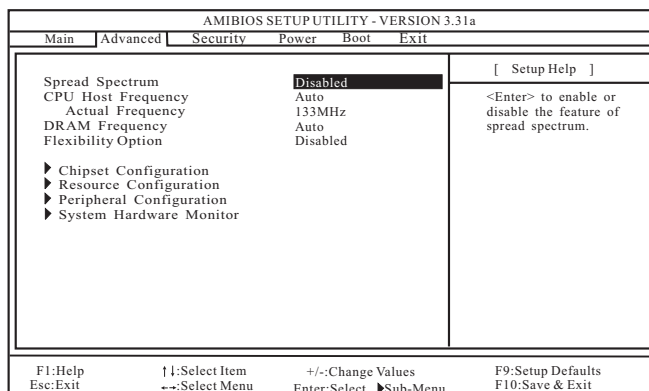 AMIBIOS SETUP UTILITY - VERSION 3.31a
Main Advanced Security Power Boot Exit
Spread Spectrum Disabled
CPU Host Frequency Auto
Actual Frequency 133MHz
DRAM Frequency Auto
Flexibility Option Disabled
Chipset Configuration
Resource Configuration
Peripheral Configuration
System Hardware Monitor
[ Setup Help ]
<Enter> to enable or
disable the feature of
spread spectrum.
F1:Help ↑↓:Select Item +/-:Change Values F9:Setup Defaults
Esc:Exit ←→:Select Menu Enter:Select ▶Sub-Menu F10:Save & Exit